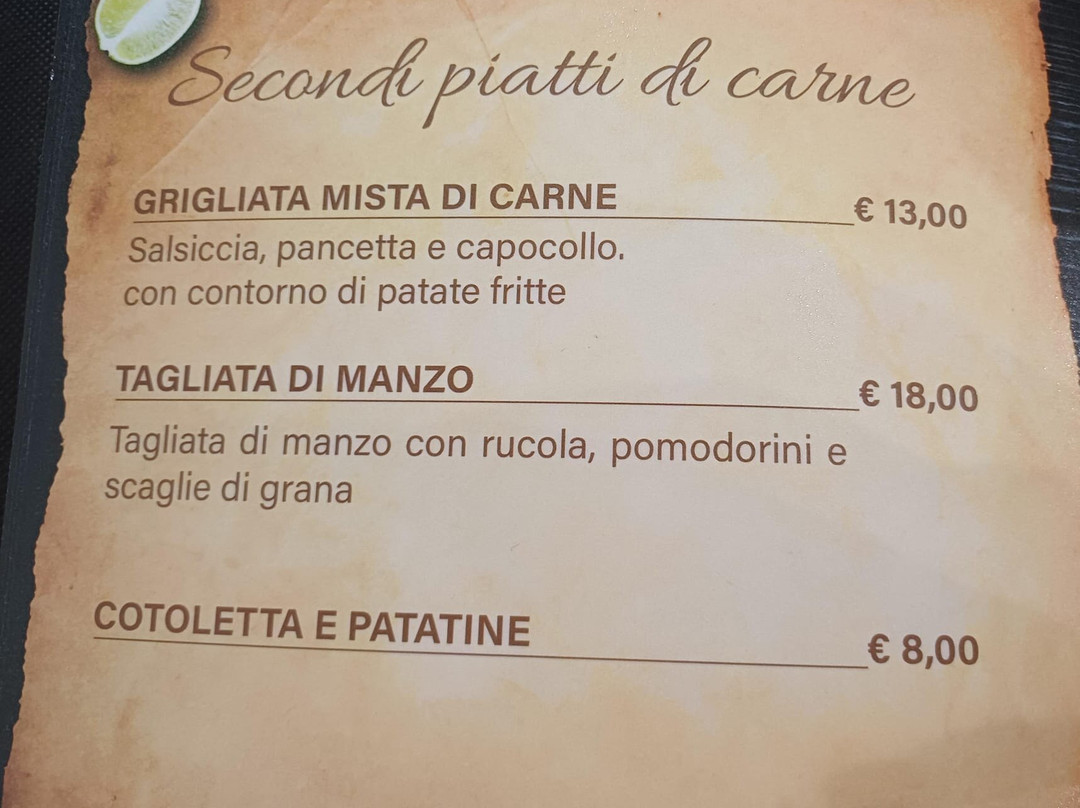 Secondi piatti di carne
GRIGLIATA MISTA DI CARNE € 13,00
Salsiccia, pancetta e capocollo.
con contorno di patate fritte
TAGLIATA DI MANZO € 18,00
Tagliata di manzo con rucola, pomodorini e
scaglie di grana
COTOLETTA E PATATINE € 8,00